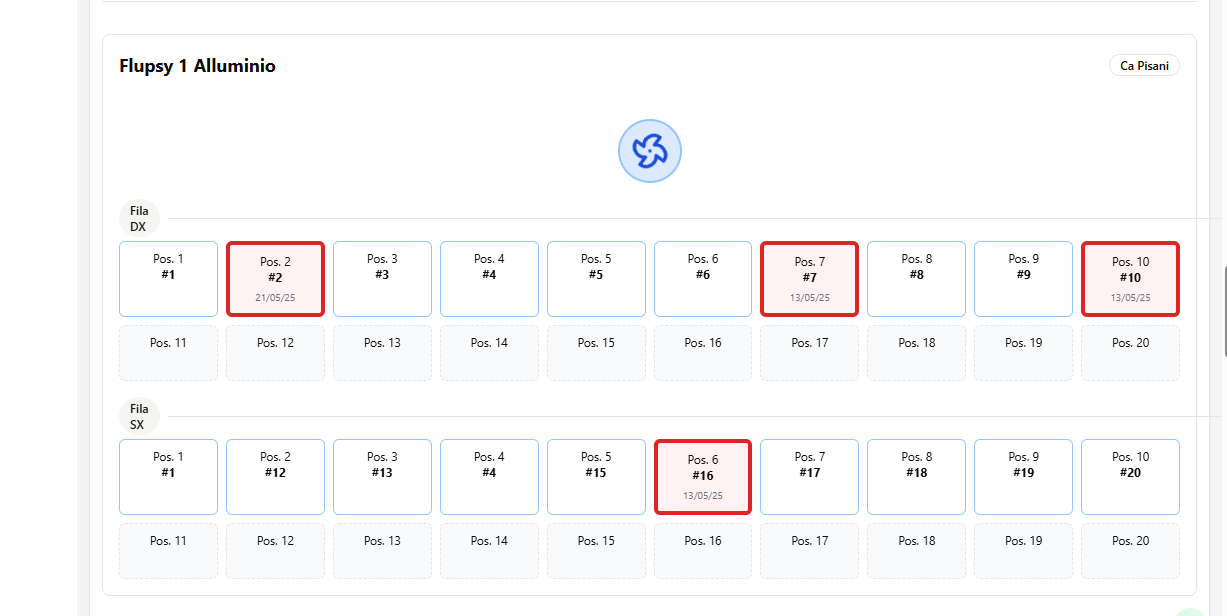 Flupsy 1 Alluminio
Ca Pisani
Fila
DX
Pos. 1
#1
Pos. 2
#2
21/05/25
Pos. 3
#3
Pos. 4
#4
Pos. 5
#5
Pos. 6
#6
Pos. 7
#7
13/05/25
Pos. 8
#8
Pos. 9
#9
Pos. 10
#10
13/05/25
Pos. 11
Pos. 12
Pos. 13
Pos. 14
Pos. 15
Pos. 16
Pos. 17
Pos. 18
Pos. 19
Pos. 20
Fila
SX
Pos. 1
#1
Pos. 2
#12
Pos. 3
#13
Pos. 4
#4
Pos. 5
#15
Pos. 6
#16
13/05/25
Pos. 7
#17
Pos. 8
#18
Pos. 9
#19
Pos. 10
#20
Pos. 11
Pos. 12
Pos. 13
Pos. 14
Pos. 15
Pos. 16
Pos. 17
Pos. 18
Pos. 19
Pos. 20